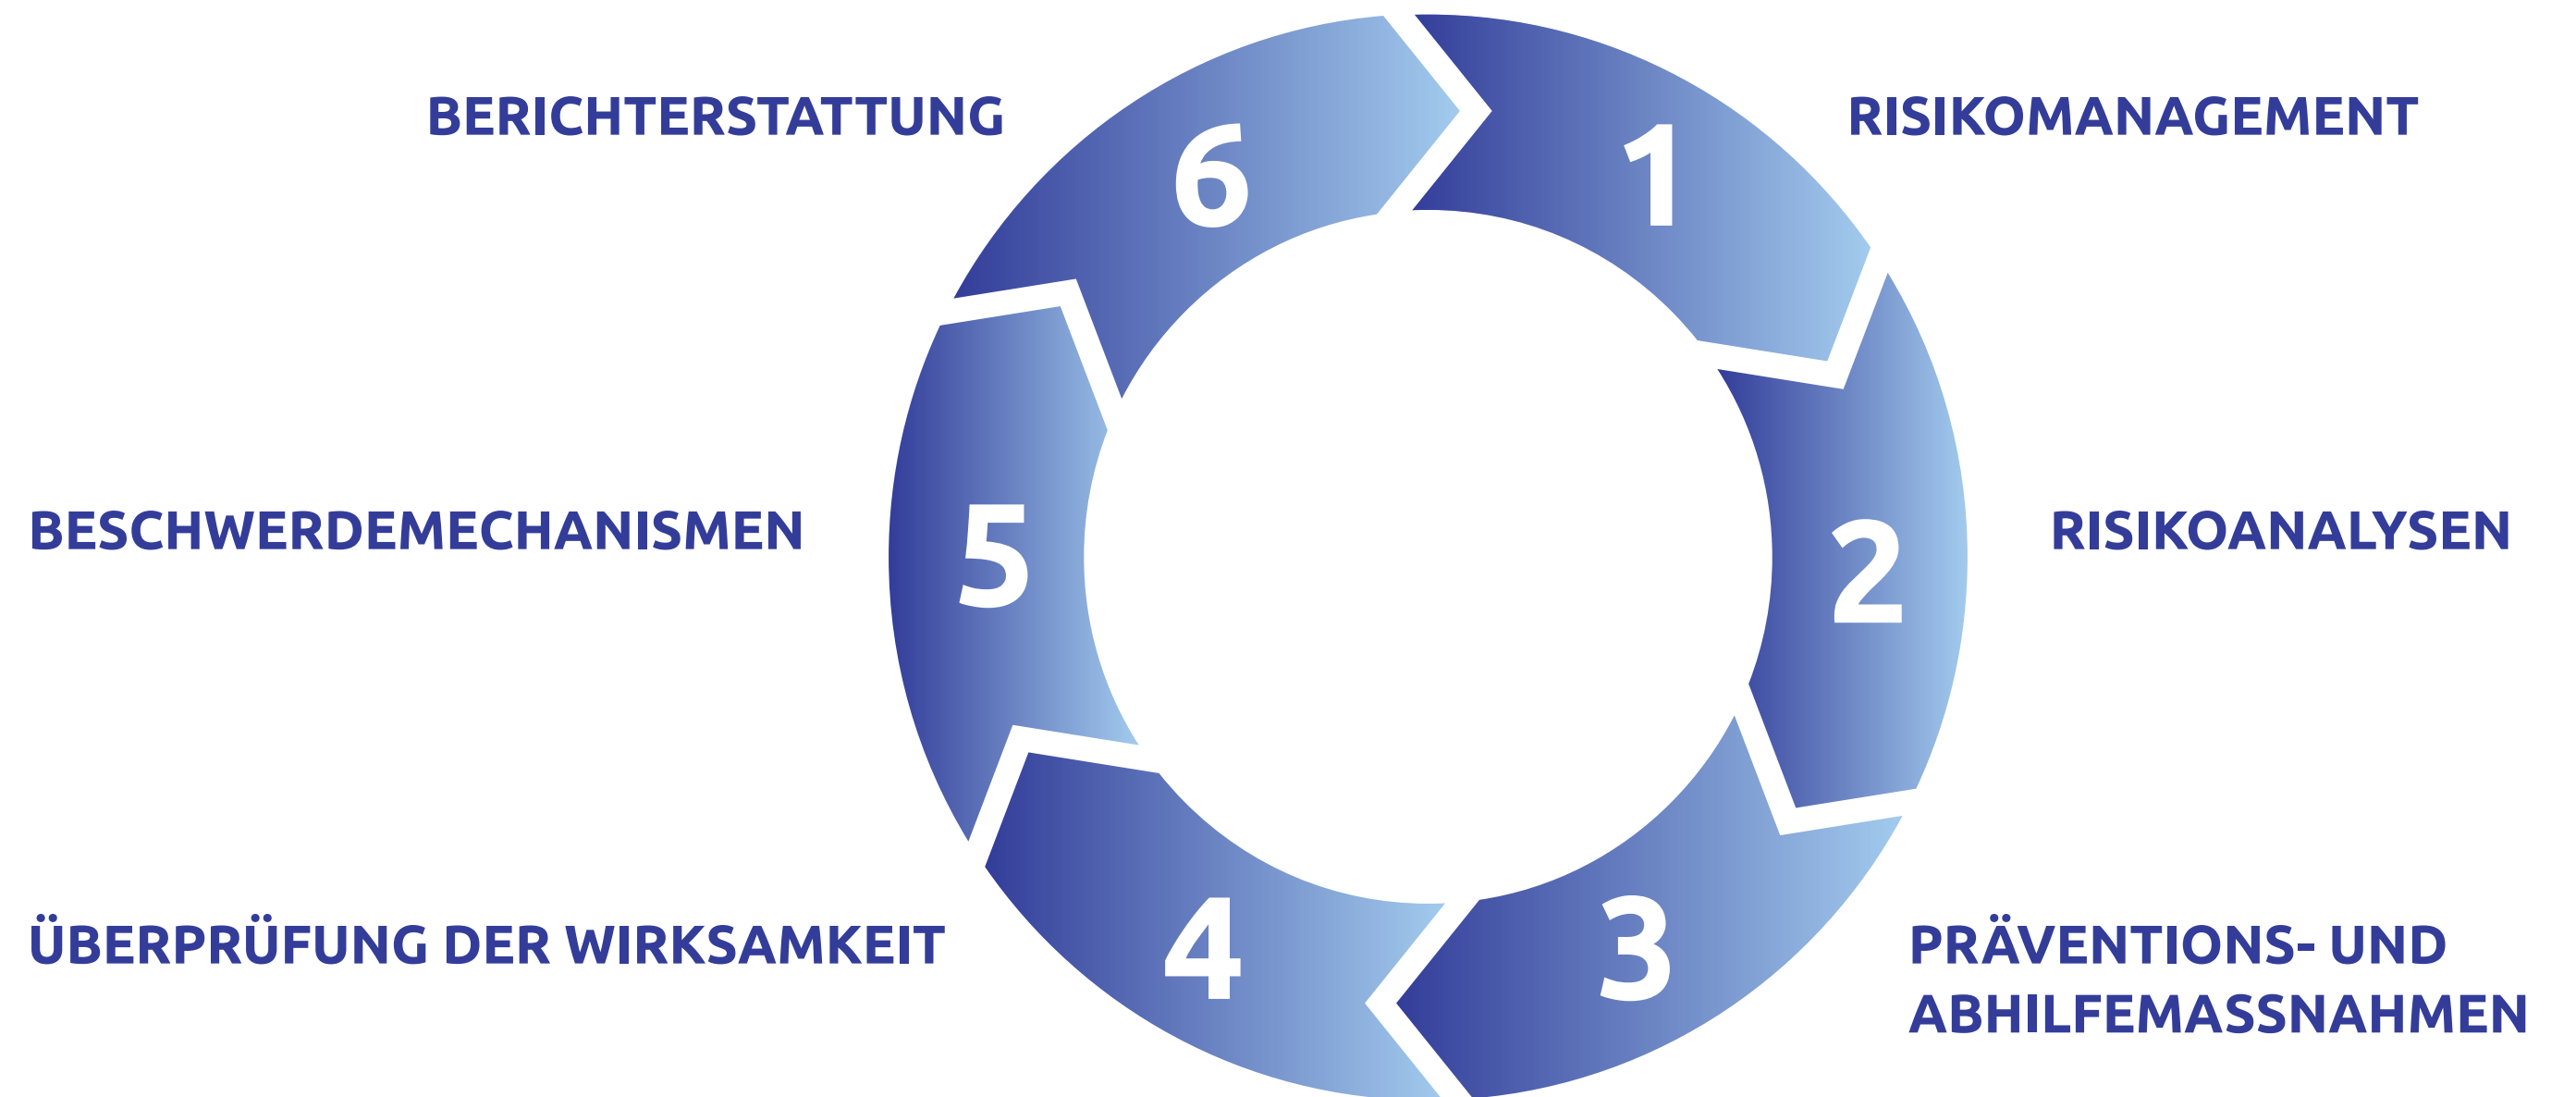 1
RISIKOMANAGEMENT
2
RISIKOANALYSEN
3
PRÄVENTIONS- UND
ABHILFEMASSNAHMEN
4
ÜBERPRÜFUNG DER WIRKSAMKEIT
5
BESCHWERDEMECHANISMEN
6
BERICHTERSTATTUNG